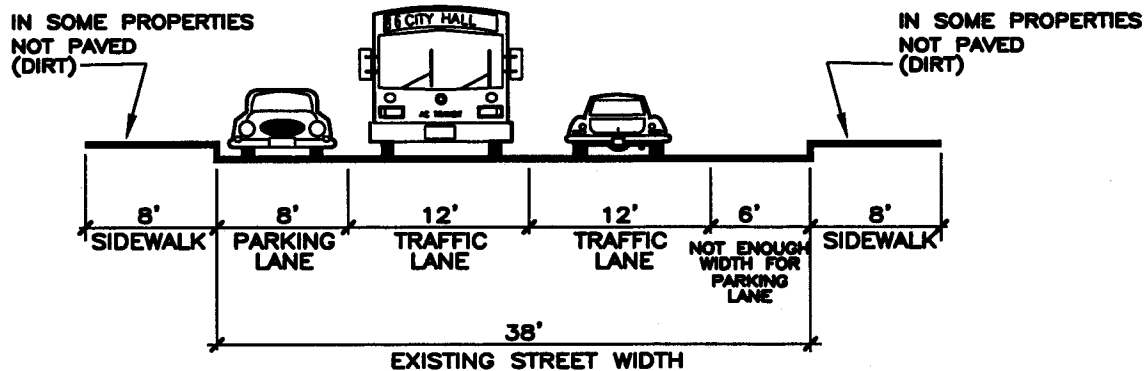 IN SOME PROPERTIES
NOT PAVED
(DIRT)
CITY HALL
AC TRANSIT
IN SOME PROPERTIES
NOT PAVED
(DIRT)
8'
SIDEWALK
8'
PARKING
LANE
12'
TRAFFIC
LANE
12'
TRAFFIC
LANE
6'
NOT ENOUGH
WIDTH FOR
PARKING
LANE
8'
SIDEWALK
38'
EXISTING STREET WIDTH